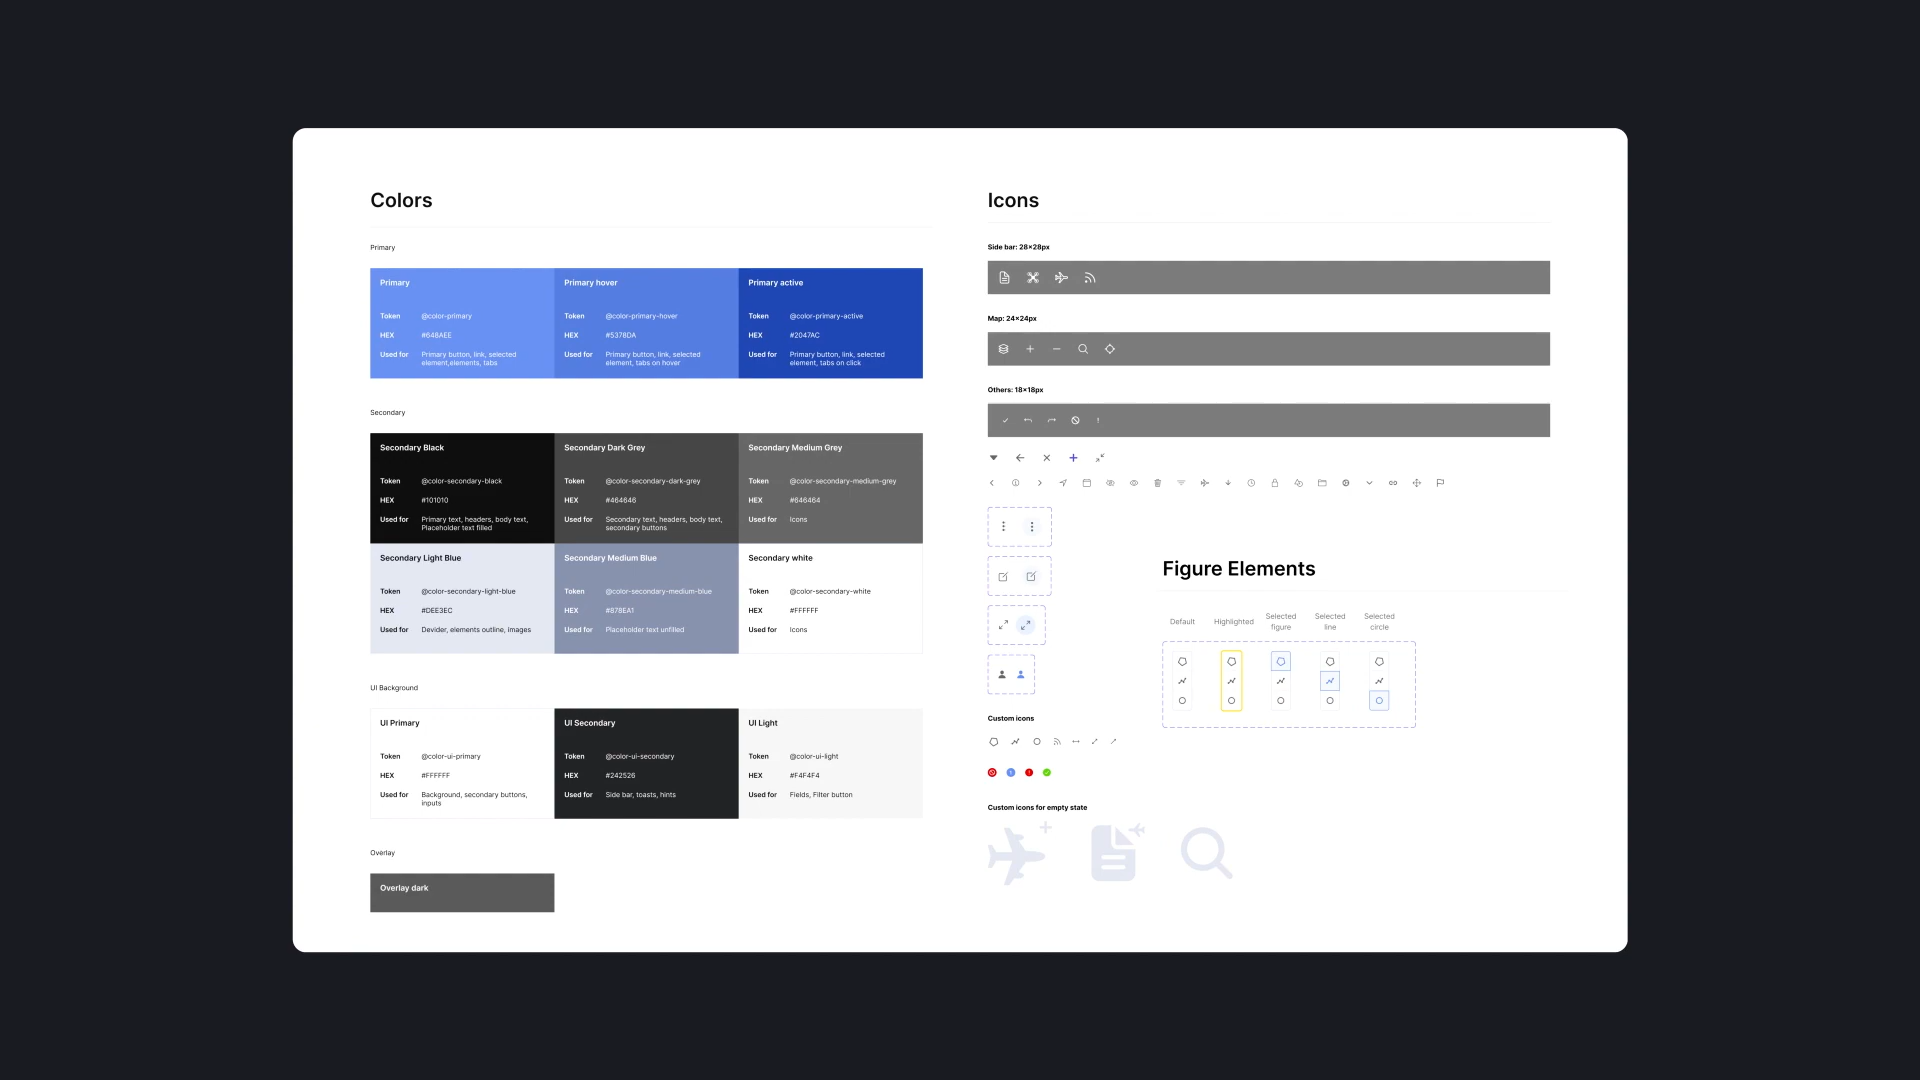 Colors
Primary
Primary
Token @color-primary
HEX #648AEE
Used for Primary button, link, selected
element,elements, tabs
Primary hover
Token @color-primary-hover
HEX #5378DA
Used for Primary button, link, selected
element, tabs on hover
Primary active
Token @color-primary-active
HEX #2047AC
Used for Primary button, link, selected
element, tabs on click
Secondary
Secondary Black
Token @color-secondary-black
HEX #101010
Used for Primary text, headers, body text,
Placeholder text filled
Secondary Dark Grey
Token @color-secondary-dark-grey
HEX #464646
Used for Secondary text, headers, body text,
secondary buttons
Secondary Medium Grey
Token @color-secondary-medium-grey
HEX #646464
Used for Icons
Secondary Light Blue
Token @color-secondary-light-blue
HEX #DEE3EC
Used for Devider, elements outline, images
Secondary Medium Blue
Token @color-secondary-medium-blue
HEX #878EA1
Used for Placeholder text unfilled
Secondary white
Token @color-secondary-white
HEX #FFFFFF
Used for Icons
UI Background
UI Primary
Token @color-ui-primary
HEX #FFFFFF
Used for Background, secondary buttons,
inputs
UI Secondary
Token @color-ui-secondary
HEX #242526
Used for Side bar, toasts, hints
UI Light
Token @color-ui-light
HEX #F4F4F4
Used for Fields, Filter button
Overlay
Overlay dark
Icons
Side bar: 28×28px
Map: 24×24px
Others: 18×18px
Custom icons
Custom icons for empty state
Figure Elements
Default
Highlighted
Selected
figure
Selected
line
Selected
circle